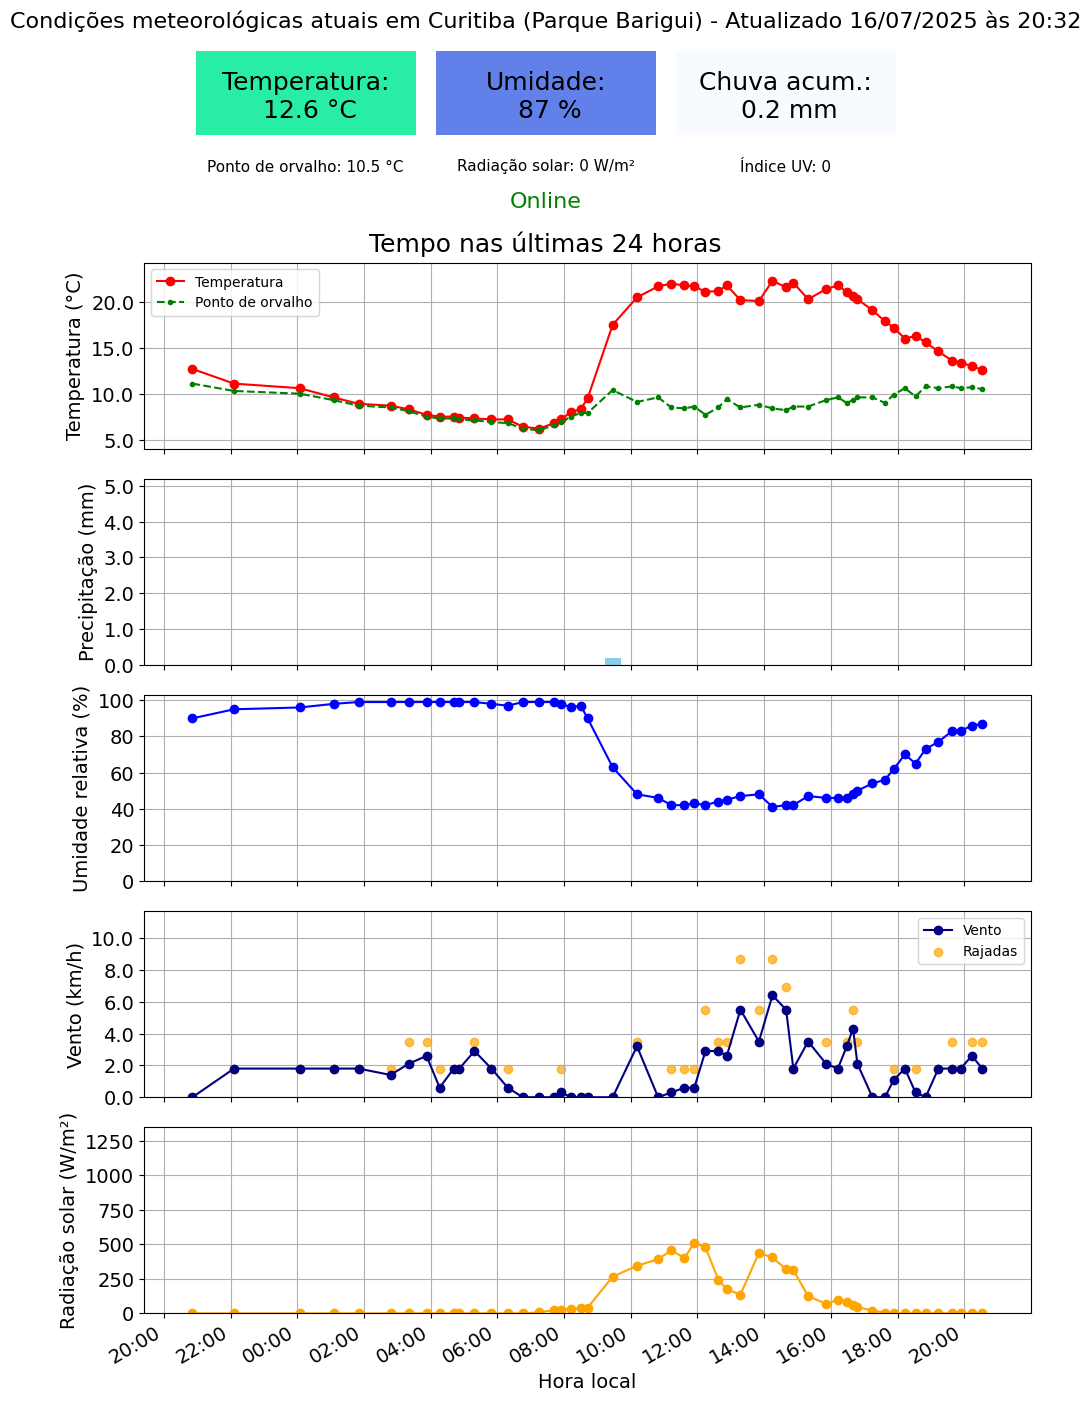 Condições meteorológicas atuais em Curitiba (Parque Barigui) - Atualizado 16/07/2025 às 20:32
Temperatura:
12.6 °C
Umidade:
87 %
Chuva acum.:
0.2 mm
Ponto de orvalho: 10.5 °C
Radiação solar: 0 W/m²
Índice UV: 0
Online
Tempo nas últimas 24 horas
Temperatura (°C)
20.0
15.0
10.0
5.0
Temperatura
Ponto de orvalho
Precipitação (mm)
5.0
4.0
3.0
2.0
1.0
0.0
Umidade relativa (%)
100
80
60
40
20
0
Vento (km/h)
10.0
8.0
6.0
4.0
2.0
0.0
Vento
Rajadas
Radiação solar (W/m²)
1250
1000
750
500
250
0
20:00
22:00
00:00
02:00
04:00
06:00
08:00
10:00
12:00
14:00
16:00
18:00
20:00
Hora local